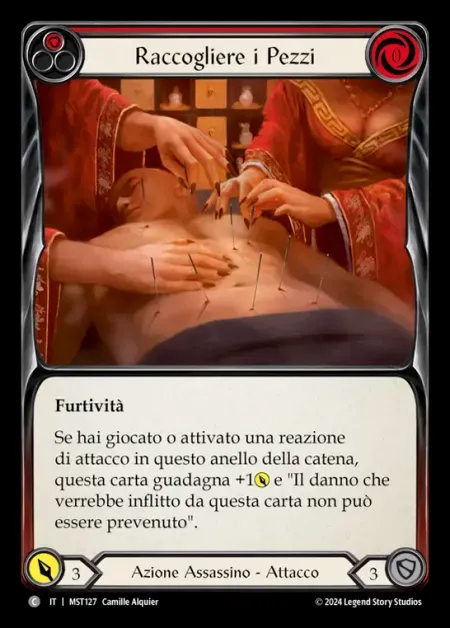 Raccogliere i Pezzi
0
Furtività
Se hai giocato o attivato una reazione
di attacco in questo anello della catena,
questa carta guadagna +1 e "Il danno che
verrebbe inflitto da questa carta non può
essere prevenuto".
3
Azione Assassino - Attacco
3
C IT | MST127 Camille Alquier
© 2024 Legend Story Studios